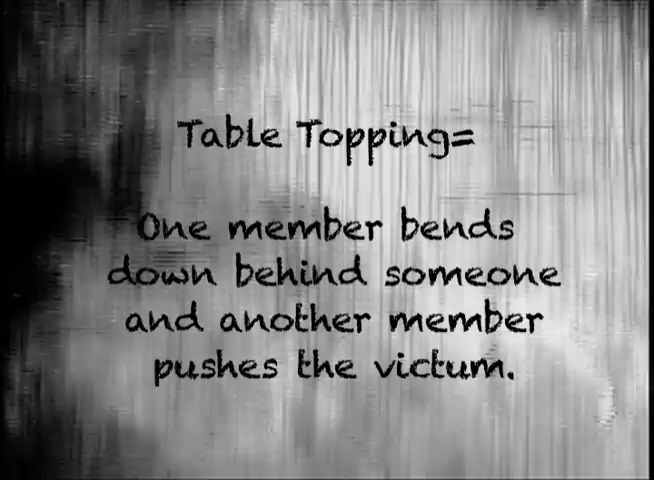 Table Topping=
One member bends
down behind someone
and another member
pushes the victum.